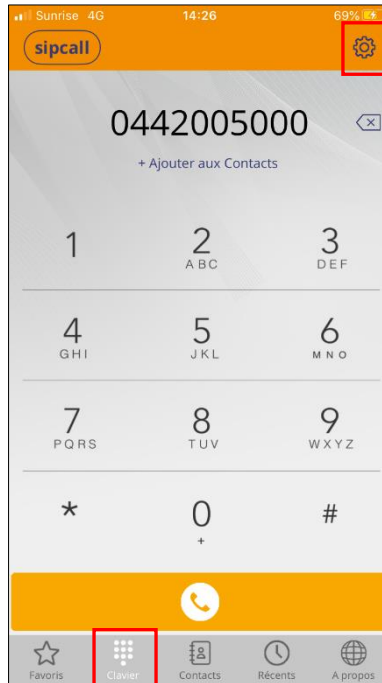 Sunrise 4G 14:26 69%
sipcall
0442005000
+ Ajouter aux Contacts
1 2 3
ABC DEF
4 5 6
GHI JKL MNO
7 8 9
PQRS TUV WXYZ
* 0 #
+
Favoris Clavier Contacts Récents A propos